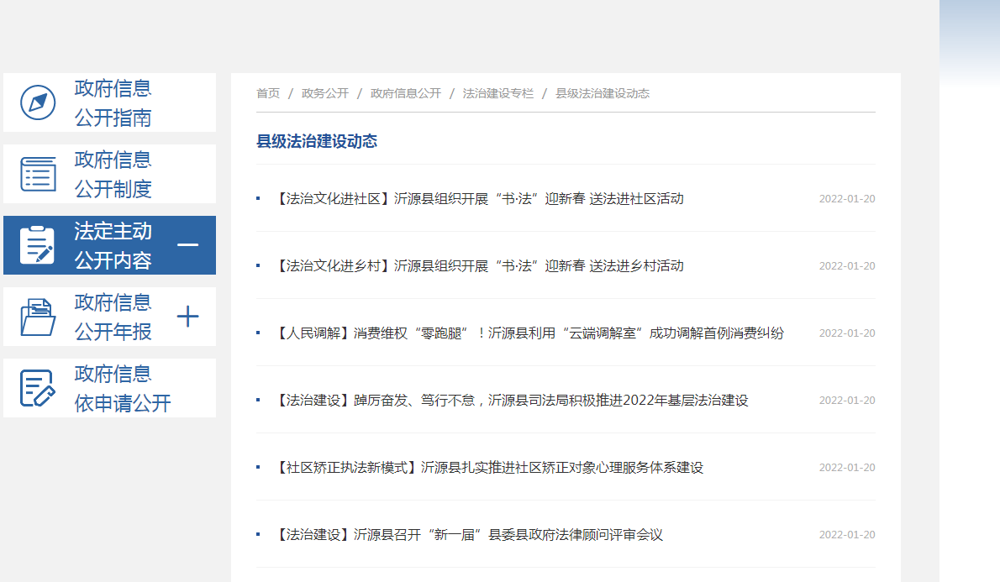 政府信息
公开指南
政府信息
公开制度
法定主动
公开内容
政府信息
公开年报
政府信息
依申请公开
首页 / 政务公开 / 政府信息公开 / 法治建设专栏 / 县级法治建设动态
县级法治建设动态
【法治文化进社区】沂源县组织开展“书·法”迎新春 送法进社区活动 2022-01-20
【法治文化进乡村】沂源县组织开展“书·法”迎新春 送法进乡村活动 2022-01-20
【人民调解】消费维权“零跑腿”！沂源县利用“云端调解室”成功调解首例消费纠纷 2022-01-20
【法治建设】踔厉奋发、笃行不怠，沂源县司法局积极推进2022年基层法治建设 2022-01-20
【社区矫正执法新模式】沂源县扎实推进社区矫正对象心理服务体系建设 2022-01-20
【法治建设】沂源县召开“新一届”县委县政府法律顾问评审会议 2022-01-20